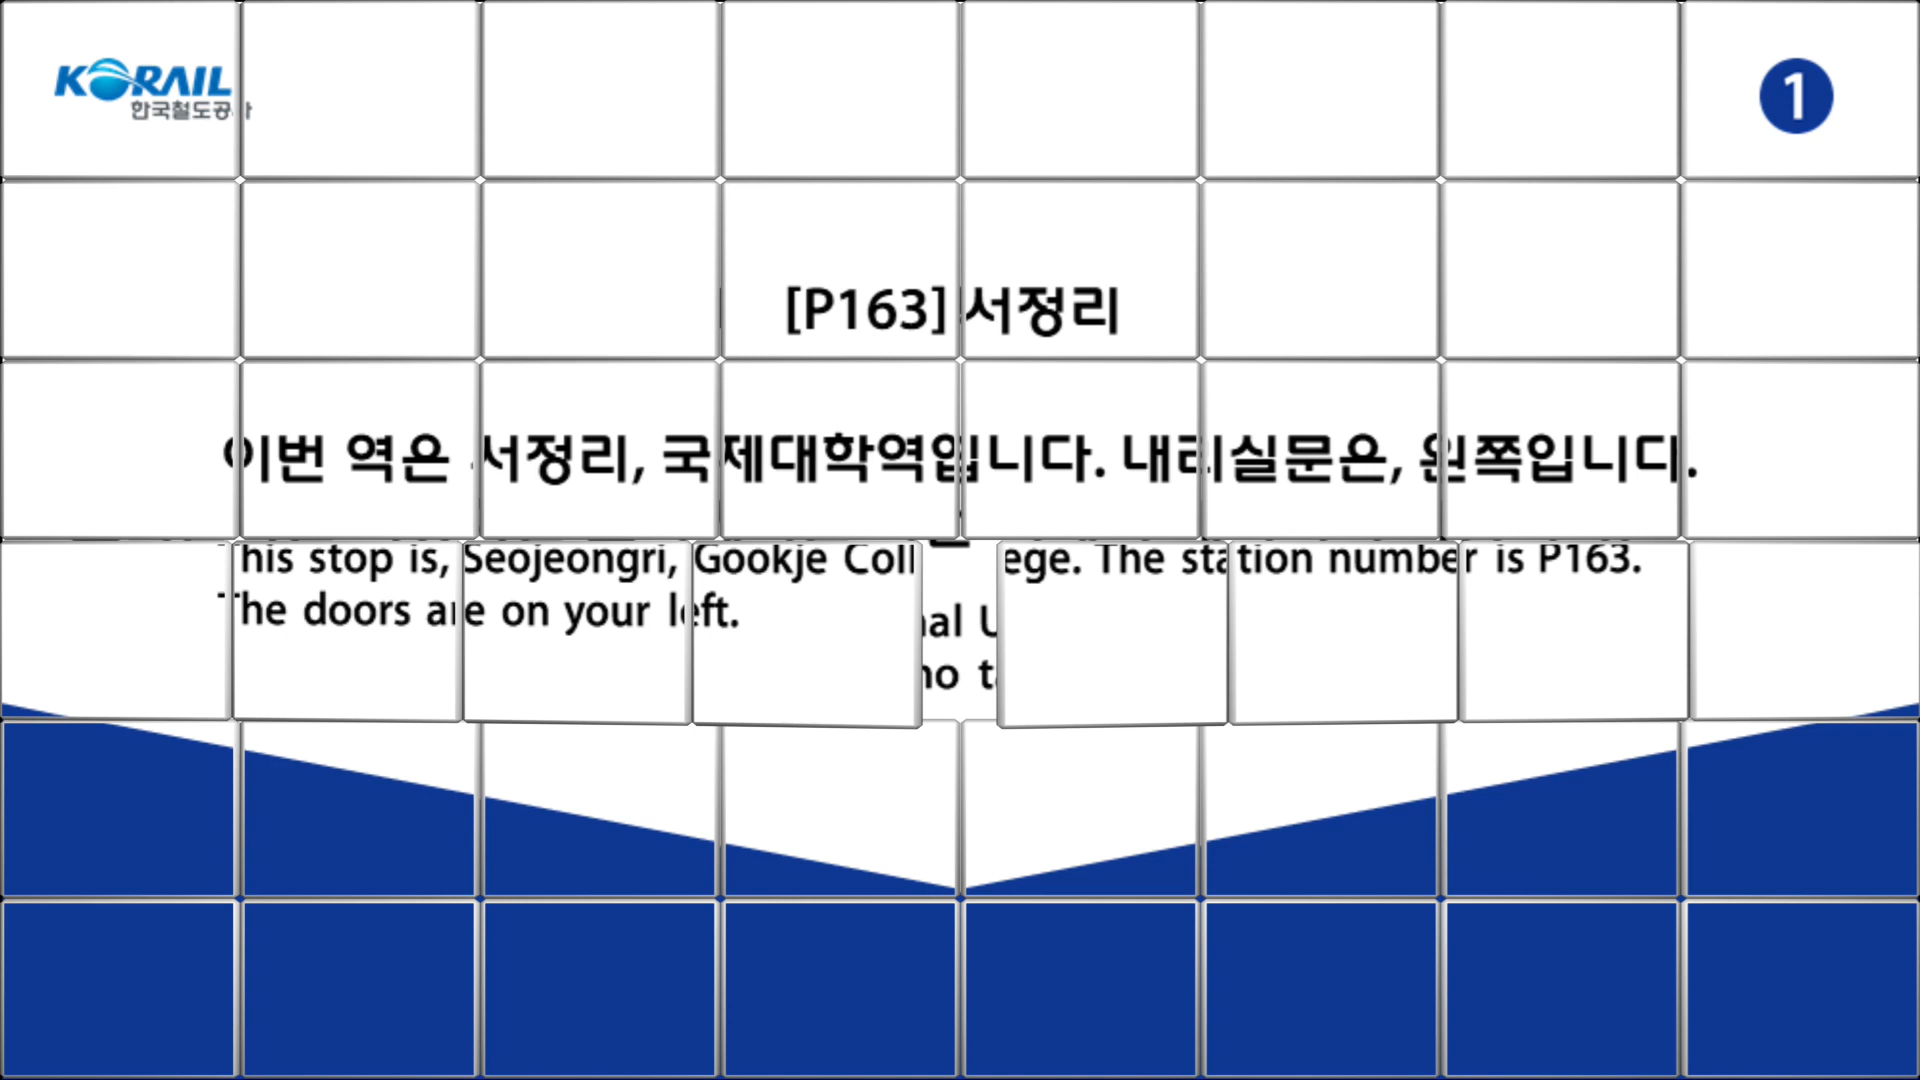 KORAIL
한국철도공사
1
[P163] 서정리
이번 역은 서정리, 국제대학역입니다. 내리실문은, 왼쪽입니다.
This stop is, Seojeongri, Gookje College. The station number is P163.
The doors are on your left.